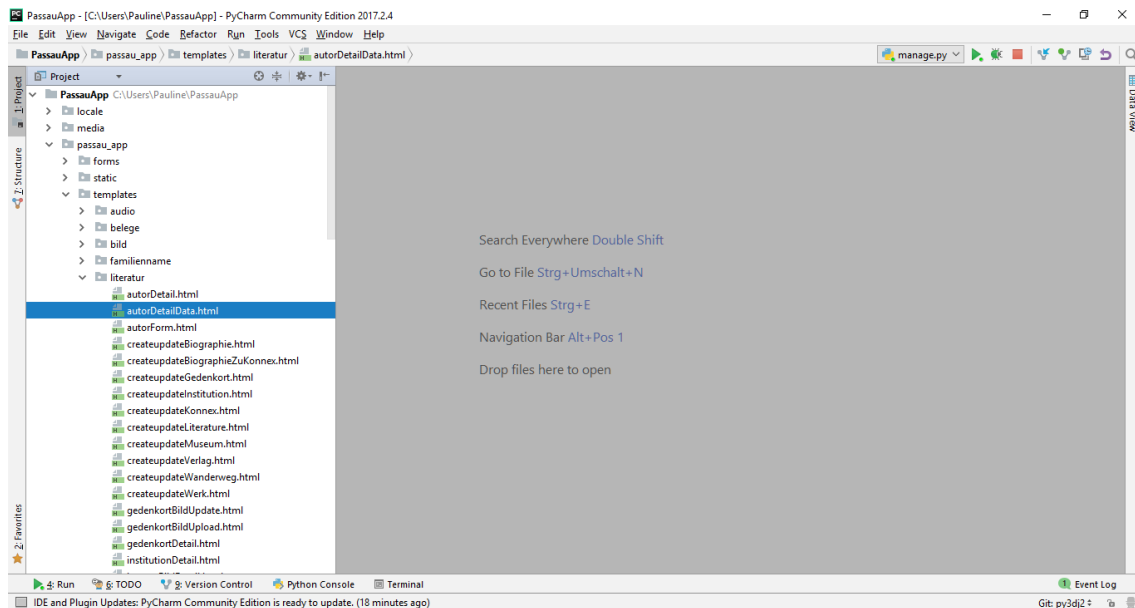 PassauApp - [C:\Users\Pauline\PassauApp] - PyCharm Community Edition 2017.2.4
File Edit View Navigate Code Refactor Run Tools VCS Window Help
PassauApp passau_app templates literatur autorDetailData.html manage.py
Project
1: Project
7: Structure
2: Favorites
PassauApp C:\Users\Pauline\PassauApp
locale
media
passau_app
forms
static
templates
audio
belege
bild
familienname
literatur
autorDetail.html
autorDetailData.html
autorForm.html
createupdateBiographie.html
createupdateBiographieZuKonnex.html
createupdateGedenkort.html
createupdateInstitution.html
createupdateKonnex.html
createupdateLiterature.html
createupdateMuseum.html
createupdateVerlag.html
createupdateWanderweg.html
createupdateWerk.html
gedenkortBildUpdate.html
gedenkortBildUpload.html
gedenkortDetail.html
institutionDetail.html
Search Everywhere Double Shift
Go to File Strg+Umschalt+N
Recent Files Strg+E
Navigation Bar Alt+Pos 1
Drop files here to open
Data View
4: Run 6: TODO 9: Version Control Python Console Terminal 1 Event Log
IDE and Plugin Updates: PyCharm Community Edition is ready to update. (18 minutes ago) Git: py3dj2